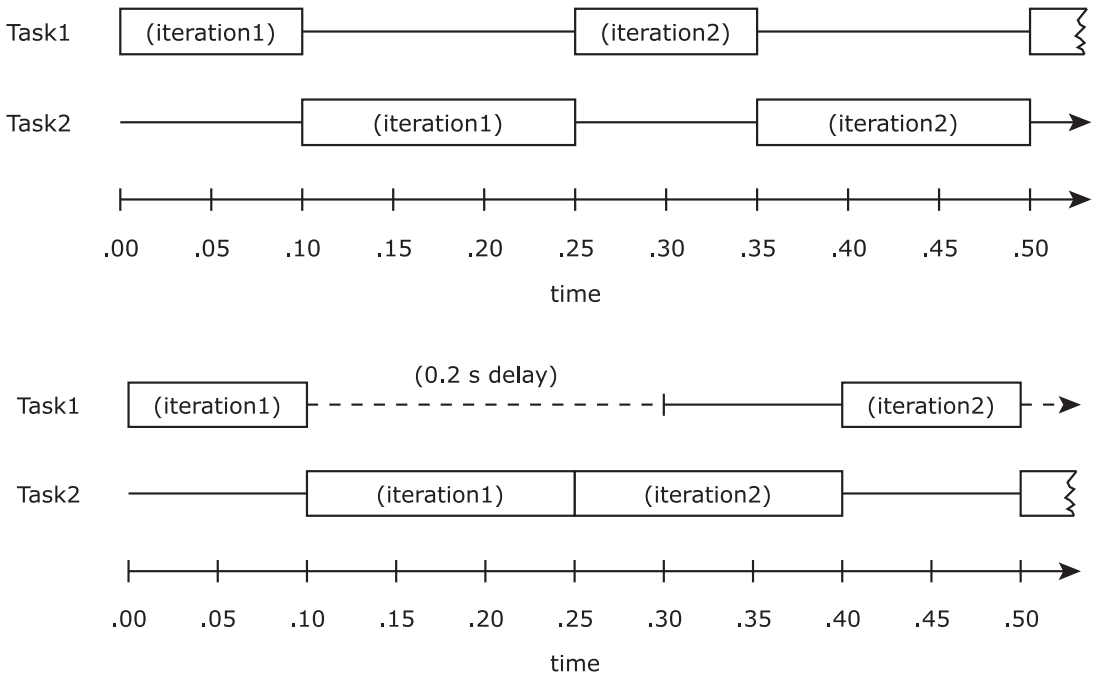 Task1 (iteration1) (iteration2)
Task2 (iteration1) (iteration2)
.00 .05 .10 .15 .20 .25 .30 .35 .40 .45 .50
time
(0.2 s delay)
Task1 (iteration1) (iteration2)
Task2 (iteration1) (iteration2)
.00 .05 .10 .15 .20 .25 .30 .35 .40 .45 .50
time